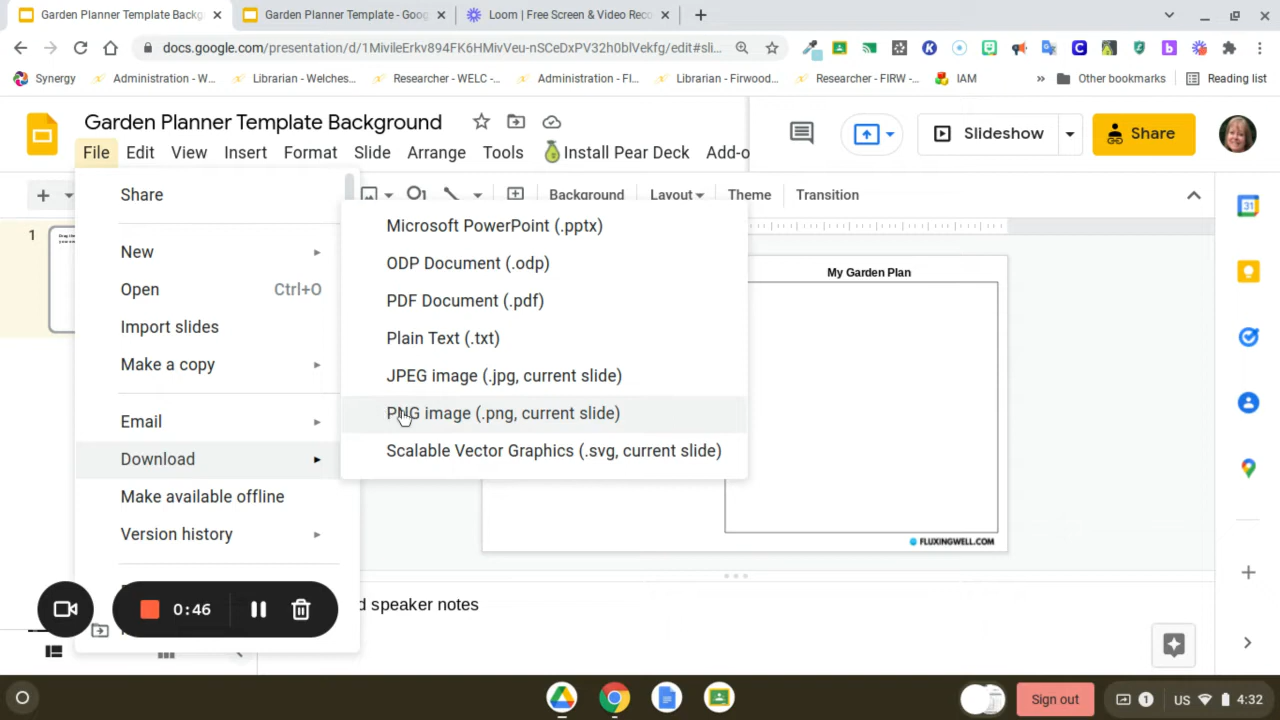 Garden Planner Template Backg
Garden Planner Template - Goog
Loom | Free Screen & Video Reco
docs.google.com/presentation/d/1MivileErkv894FK6HMivVeu-nSCeDxPV32h0blVekfg/edit#sli...
Synergy
Administration - W...
Librarian - Welches...
Researcher - WELC -...
Administration - Fl...
Librarian - Firwood...
Researcher - FIRW -...
IAM
»
Other bookmarks
Reading list
Garden Planner Template Background
File Edit View Insert Format Slide Arrange Tools Install Pear Deck Add-o
Slideshow
Share
Background Layout Theme Transition
Share
New
Open Ctrl+O
Import slides
Make a copy
Email
Download
Make available offline
Version history
Microsoft PowerPoint (.pptx)
ODP Document (.odp)
PDF Document (.pdf)
Plain Text (.txt)
JPEG image (.jpg, current slide)
PNG image (.png, current slide)
Scalable Vector Graphics (.svg, current slide)
1
My Garden Plan
FLUXINGWELL.COM
d speaker notes
0:46
31
Sign out
1
US
4:32